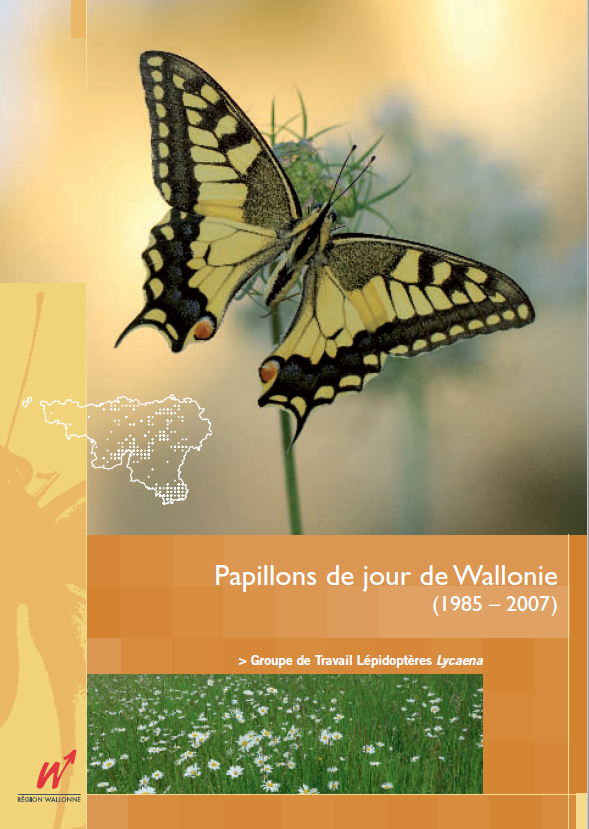 Papillons de jour de Wallonie
(1985 – 2007)
> Groupe de Travail Lépidoptères Lycaena
W
RÉGION WALLONNE